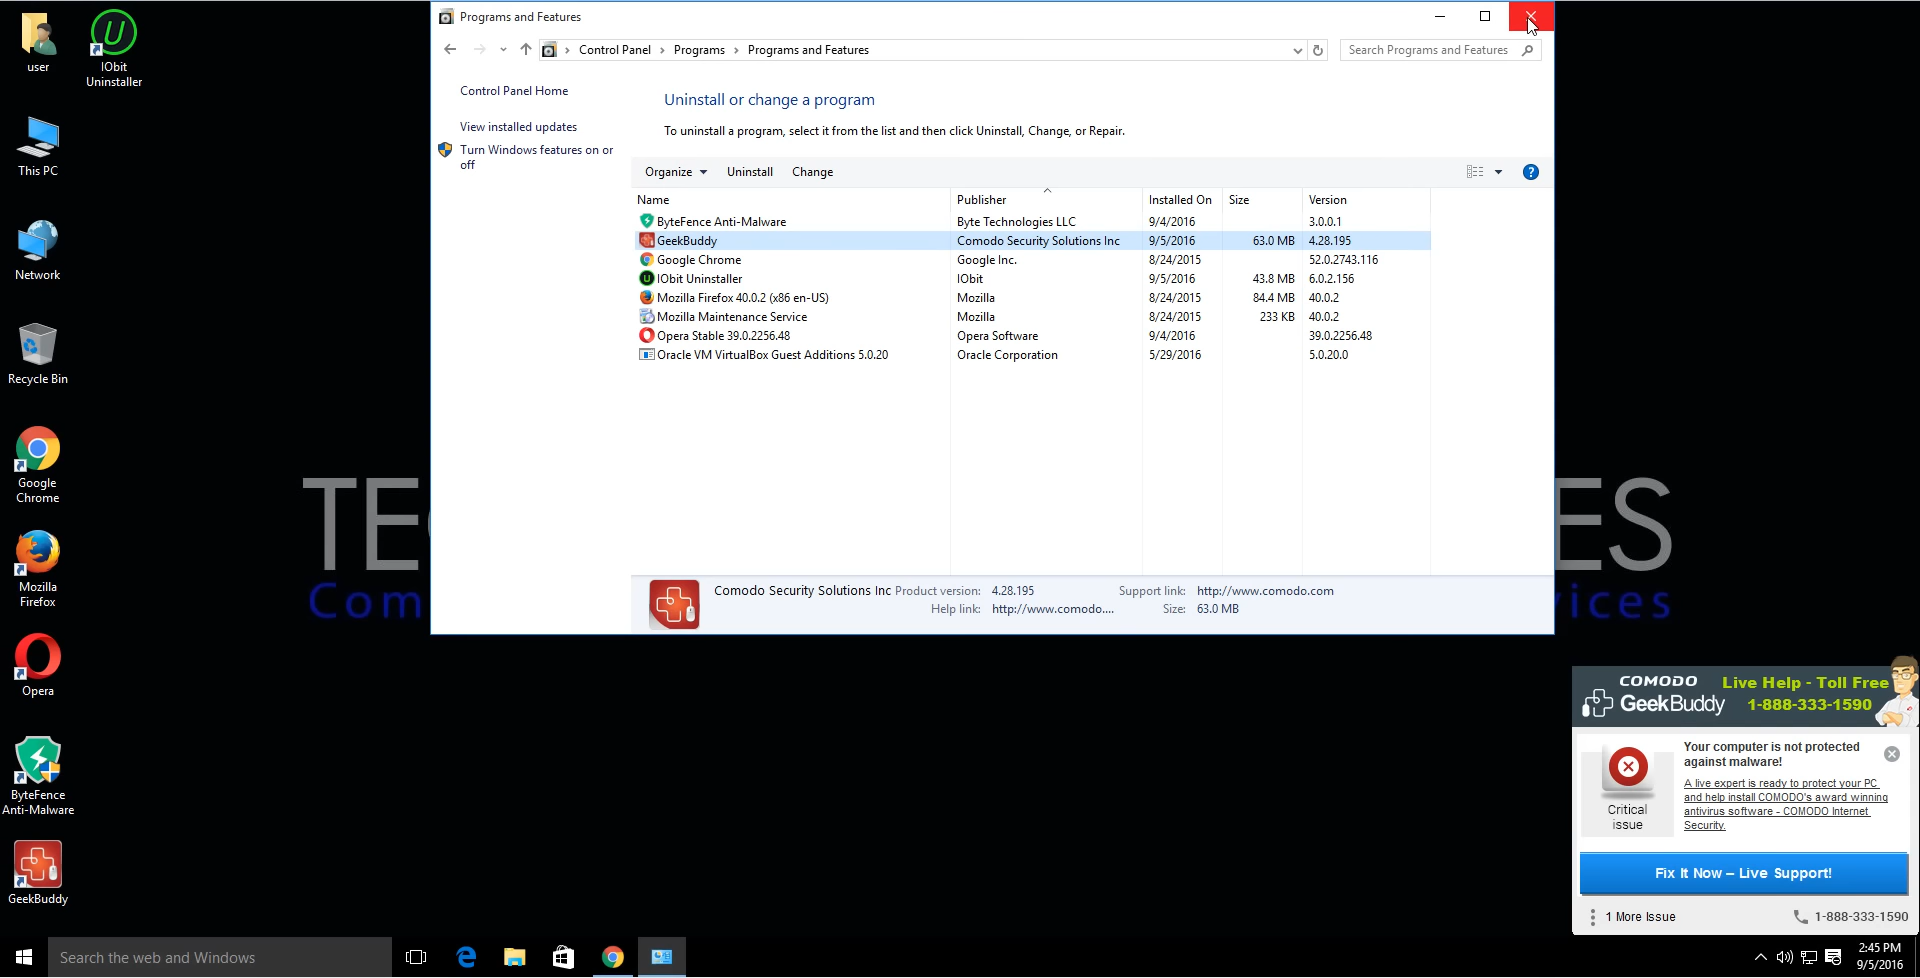 user
IObit
Uninstaller
This PC
Network
Recycle Bin
Google
Chrome
Mozilla
Firefox
Opera
ByteFence
Anti-Malware
GeekBuddy
Programs and Features
Control Panel > Programs > Programs and Features
Search Programs and Features
Control Panel Home
View installed updates
Turn Windows features on or
off
Uninstall or change a program
To uninstall a program, select it from the list and then click Uninstall, Change, or Repair.
Organize Uninstall Change
Name Publisher Installed On Size Version
ByteFence Anti-Malware Byte Technologies LLC 9/4/2016 3.0.0.1
GeekBuddy Comodo Security Solutions Inc 9/5/2016 63.0 MB 4.28.195
Google Chrome Google Inc. 8/24/2015 52.0.2743.116
IObit Uninstaller IObit 9/5/2016 43.8 MB 6.0.2.156
Mozilla Firefox 40.0.2 (x86 en-US) Mozilla 8/24/2015 84.4 MB 40.0.2
Mozilla Maintenance Service Mozilla 8/24/2015 233 KB 40.0.2
Opera Stable 39.0.2256.48 Opera Software 9/4/2016 39.0.2256.48
Oracle VM VirtualBox Guest Additions 5.0.20 Oracle Corporation 5/29/2016 5.0.20.0
Comodo Security Solutions Inc Product version: 4.28.195 Support link: http://www.comodo.com
Help link: http://www.comodo.... Size: 63.0 MB
TE ES
Com ices
COMODO
GeekBuddy
Live Help - Toll Free
1-888-333-1590
Your computer is not protected
against malware!
A live expert is ready to protect your PC
and help install COMODO's award winning
antivirus software - COMODO Internet
Security.
Critical
issue
Fix It Now – Live Support!
1 More Issue 1-888-333-1590
Search the web and Windows
2:45 PM
9/5/2016